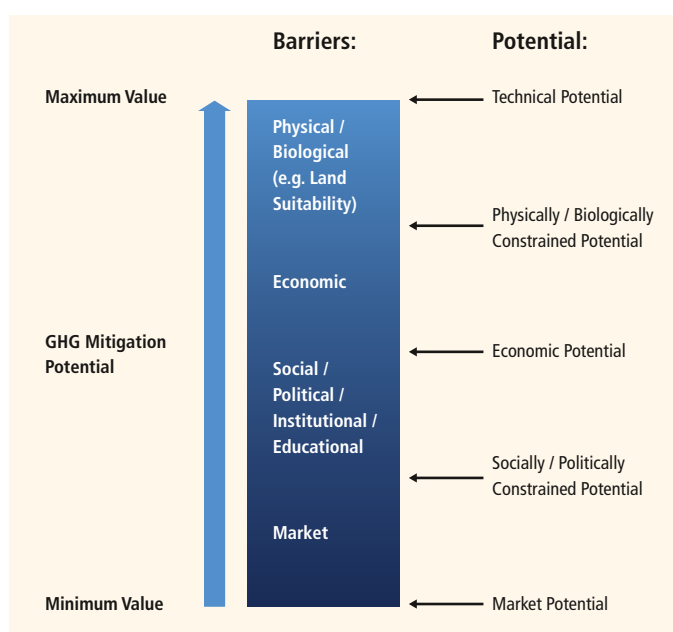 Barriers:
Potential:
Maximum Value
Technical Potential
Physical /
Biological
(e.g. Land
Suitability)
Physically / Biologically
Constrained Potential
Economic
GHG Mitigation
Potential
Economic Potential
Social /
Political /
Institutional /
Educational
Socially / Politically
Constrained Potential
Market
Minimum Value
Market Potential